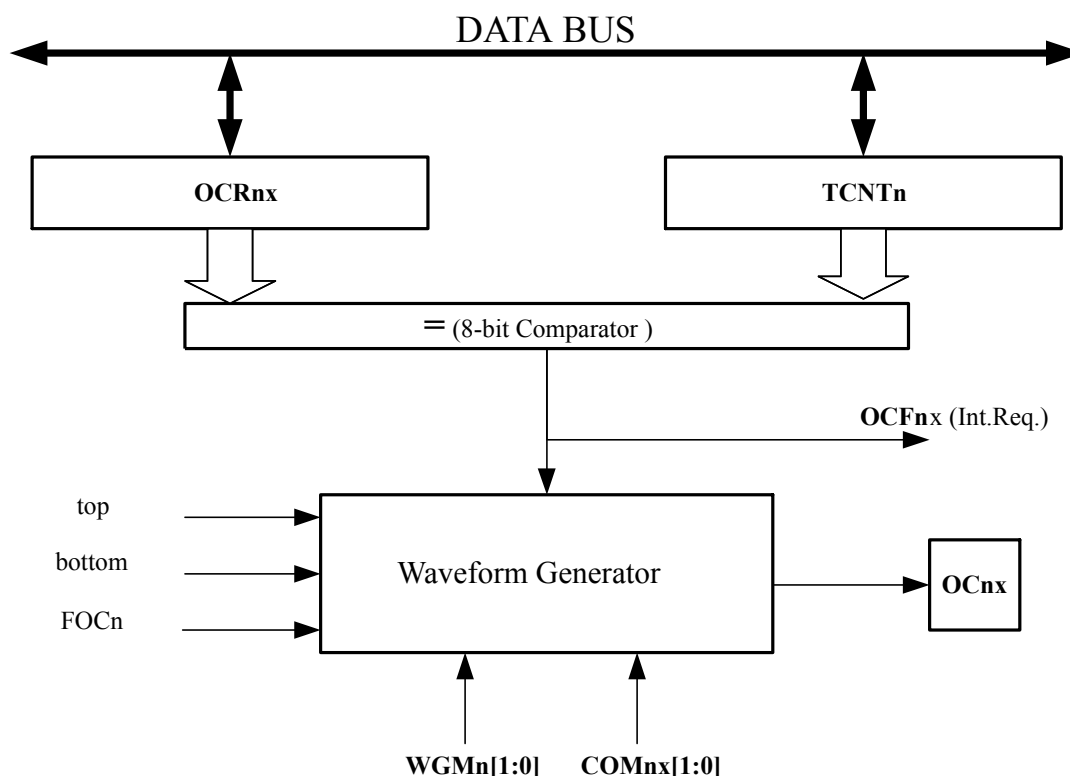 DATA BUS
OCRnx
TCNTn
= (8-bit Comparator )
OCFnx (Int.Req.)
top
bottom
FOCn
Waveform Generator
OCnx
WGMn[1:0]
COMnx[1:0]